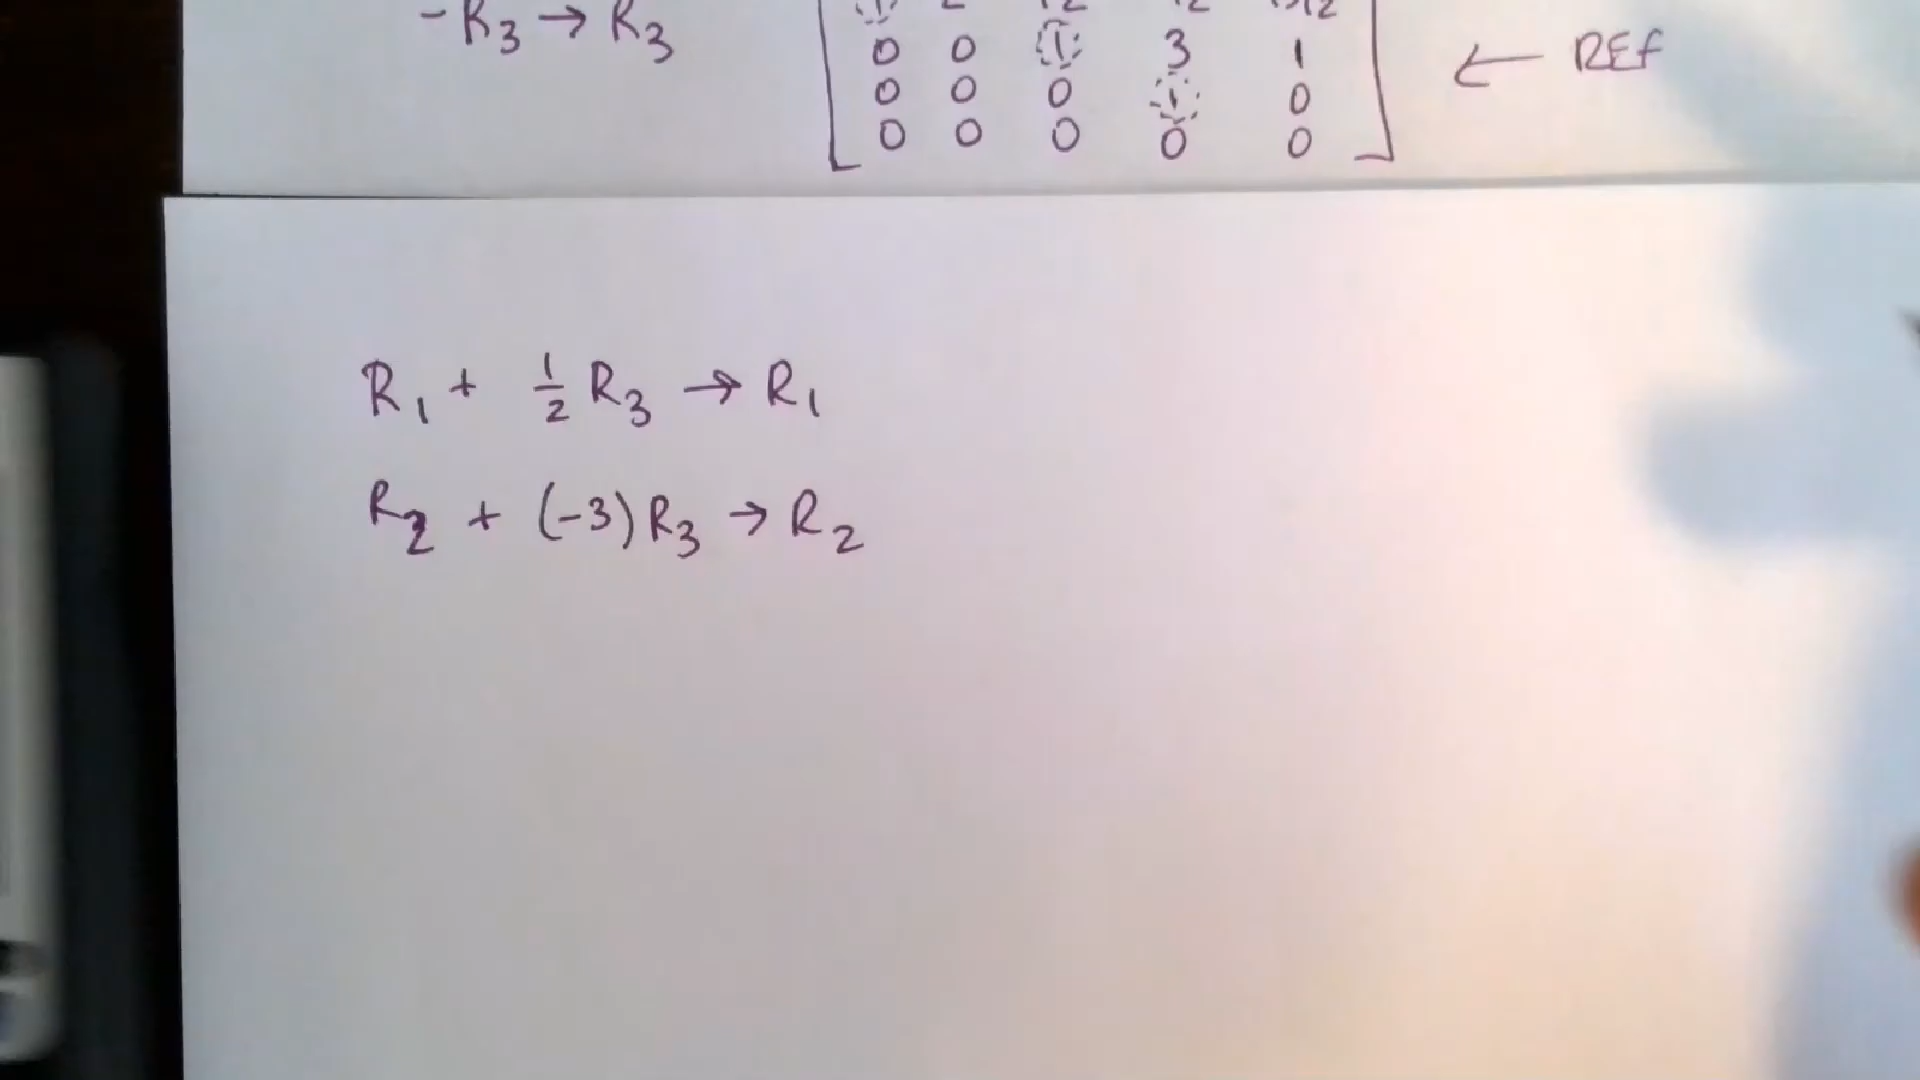 -R₃ → R₃
0 0 1 3 1 ← REF
0 0 0 1 0
0 0 0 0 0
R₁ + ½ R₃ → R₁
R₂ + (-3)R₃ → R₂